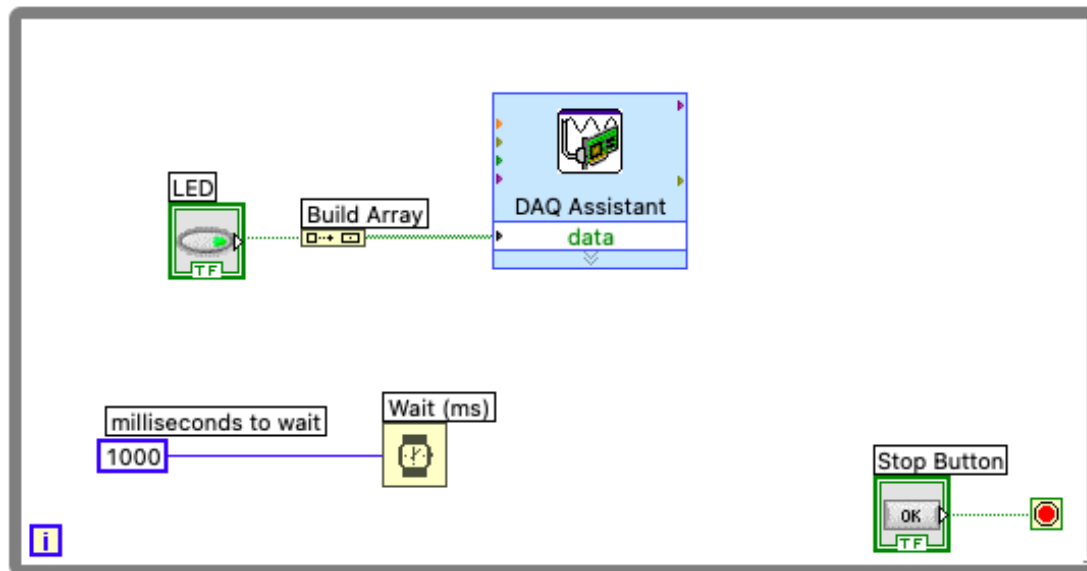 LED
TF
Build Array
DAQ Assistant
data
milliseconds to wait
1000
Wait (ms)
Stop Button
OK
TF
i